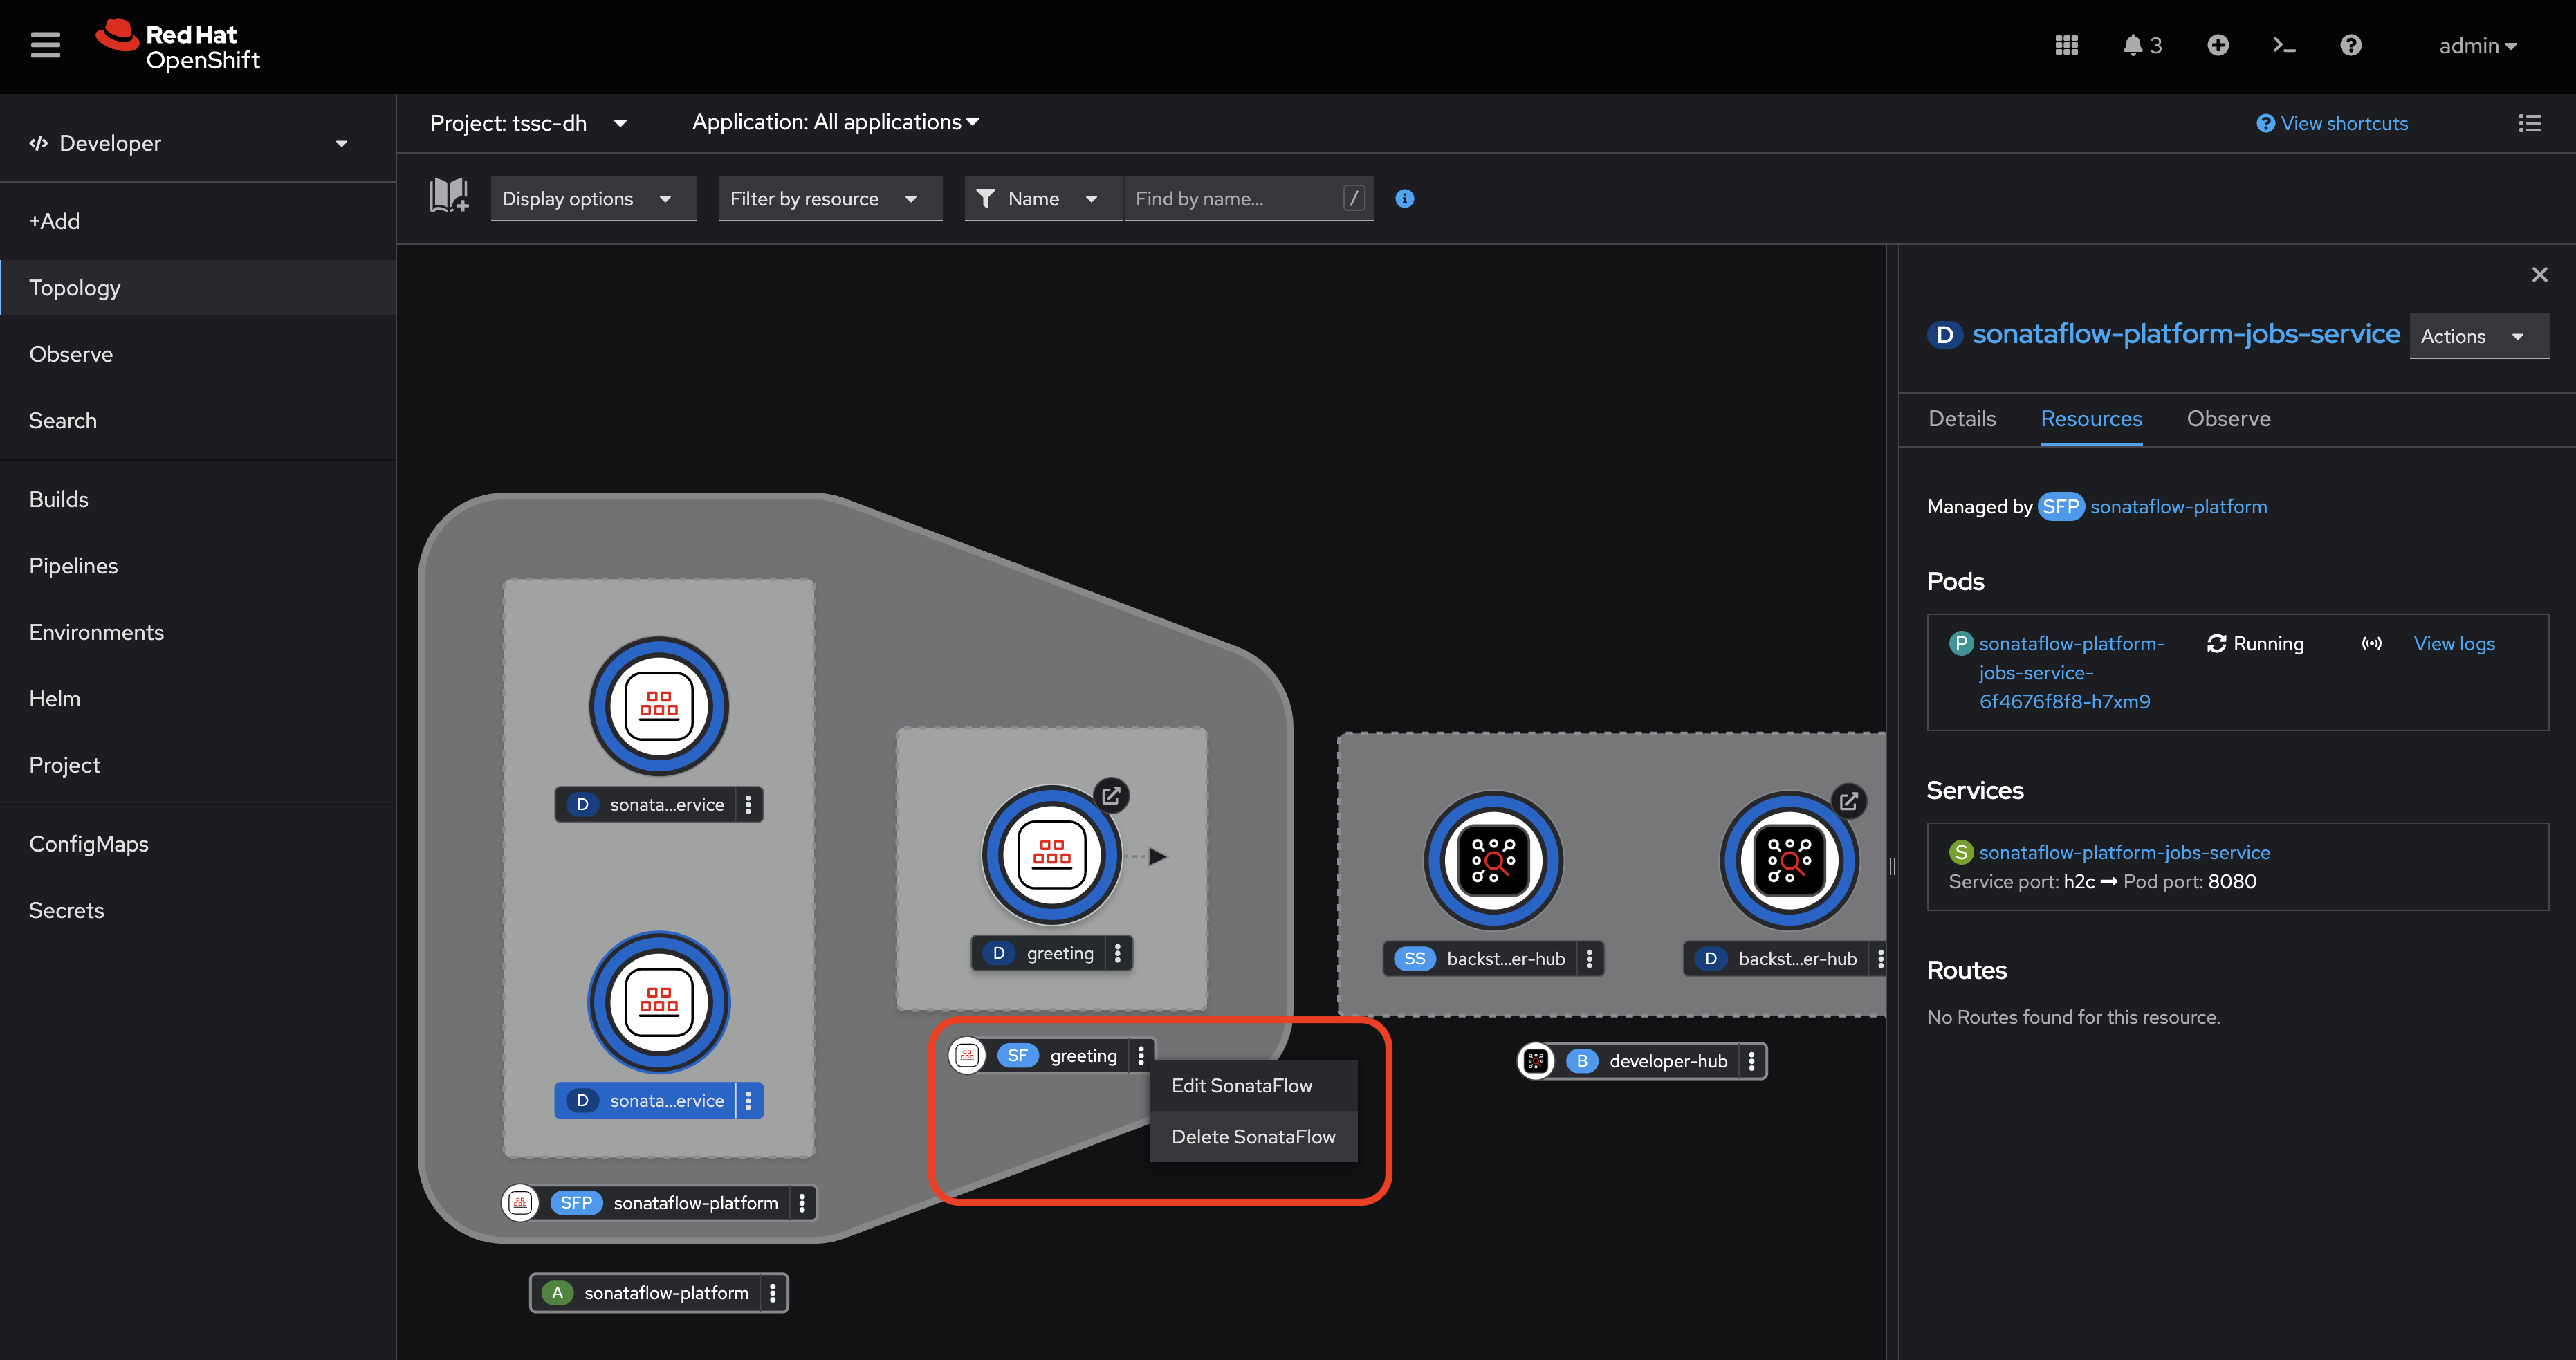 Red Hat
OpenShift
3
admin
Developer
+Add
Topology
Observe
Search
Builds
Pipelines
Environments
Helm
Project
ConfigMaps
Secrets
Project: tssc-dh
Application: All applications
View shortcuts
Display options
Filter by resource
Name
Find by name...
/
D sonata...ervice
D sonata...ervice
SFP sonataflow-platform
A sonataflow-platform
D greeting
SF greeting
Edit SonataFlow
Delete SonataFlow
SS backst...er-hub
D backst...er-hub
B developer-hub
D sonataflow-platform-jobs-service
Actions
Details
Resources
Observe
Managed by SFP sonataflow-platform
Pods
P sonataflow-platform-
jobs-service-
6f4676f8f8-h7xm9
Running
View logs
Services
S sonataflow-platform-jobs-service
Service port: h2c → Pod port: 8080
Routes
No Routes found for this resource.